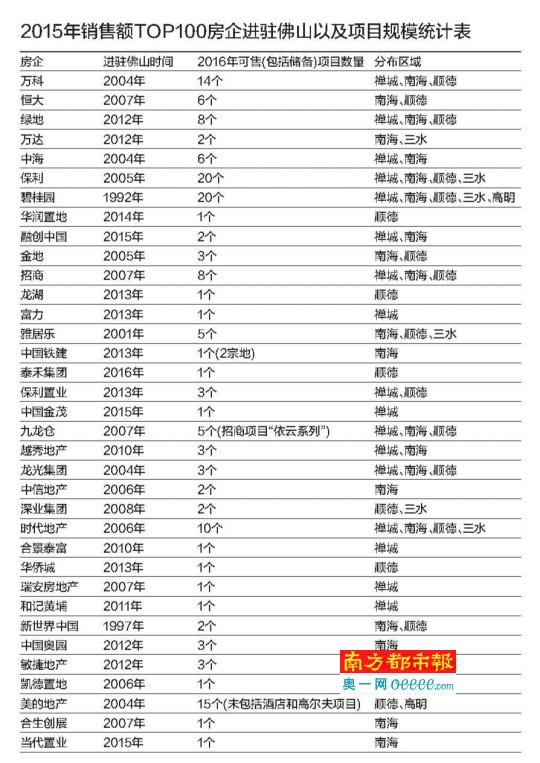 2015年销售额TOP100房企进驻佛山以及项目规模统计表
房企 进驻佛山时间 2016年可售(包括储备)项目数量 分布区域
万科 2004年 14个 禅城、南海、顺德
恒大 2007年 6个 南海、顺德
绿地 2012年 8个 禅城、南海、顺德
万达 2012年 2个 南海、三水
中海 2004年 6个 禅城、南海
保利 2005年 20个 禅城、南海、顺德、三水
碧桂园 1992年 20个 禅城、南海、顺德、三水、高明
华润置地 2014年 1个 顺德
融创中国 2015年 2个 禅城、南海
金地 2005年 3个 南海、顺德
招商 2007年 8个 禅城、南海、顺德
龙湖 2013年 1个 顺德
富力 2013年 1个 禅城
雅居乐 2001年 5个 南海、顺德、三水
中国铁建 2013年 1个(2宗地) 南海
泰禾集团 2016年 1个 顺德
保利置业 2013年 3个 禅城、顺德
中国金茂 2015年 1个 禅城
九龙仓 2007年 5个(招商项目“依云系列”) 禅城、南海、顺德
越秀地产 2010年 3个 禅城、南海
龙光集团 2004年 3个 禅城、南海、顺德
中信地产 2006年 2个 南海
深业集团 2008年 2个 顺德、三水
时代地产 2006年 10个 禅城、南海、顺德、三水
合景泰富 2010年 1个 禅城
华侨城 2013年 1个 顺德
瑞安房地产 2007年 1个 禅城
和记黄埔 2011年 1个 禅城
新世界中国 1997年 2个 南海、顺德
中国奥园 2012年 3个 南海
敏捷地产 2012年 3个
南方都市報
凯德置地 2006年 1个
奥一网oeeee.com
美的地产 2004年 15个(未包括酒店和高尔夫项目) 顺德、高明
合生创展 2007年 1个 南海
当代置业 2015年 1个 南海